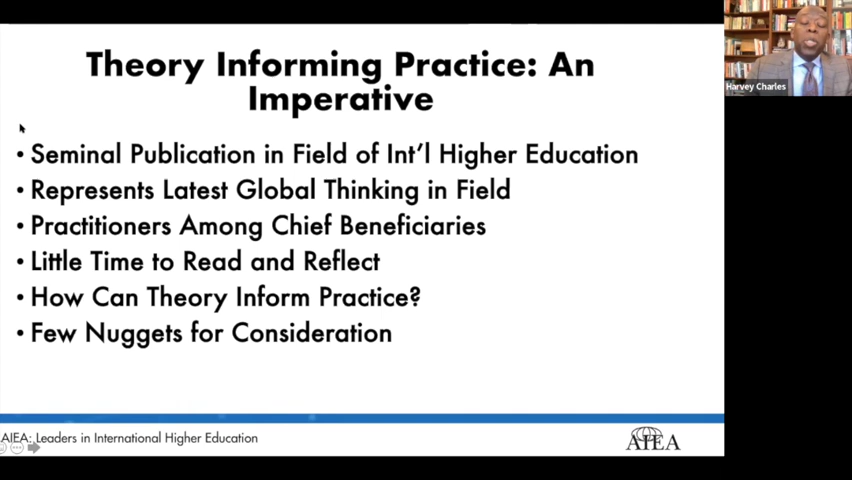 Theory Informing Practice: An
Imperative
• Seminal Publication in Field of Int'l Higher Education
• Represents Latest Global Thinking in Field
• Practitioners Among Chief Beneficiaries
• Little Time to Read and Reflect
• How Can Theory Inform Practice?
• Few Nuggets for Consideration
AIEA: Leaders in International Higher Education
AIEA
Harvey Charles